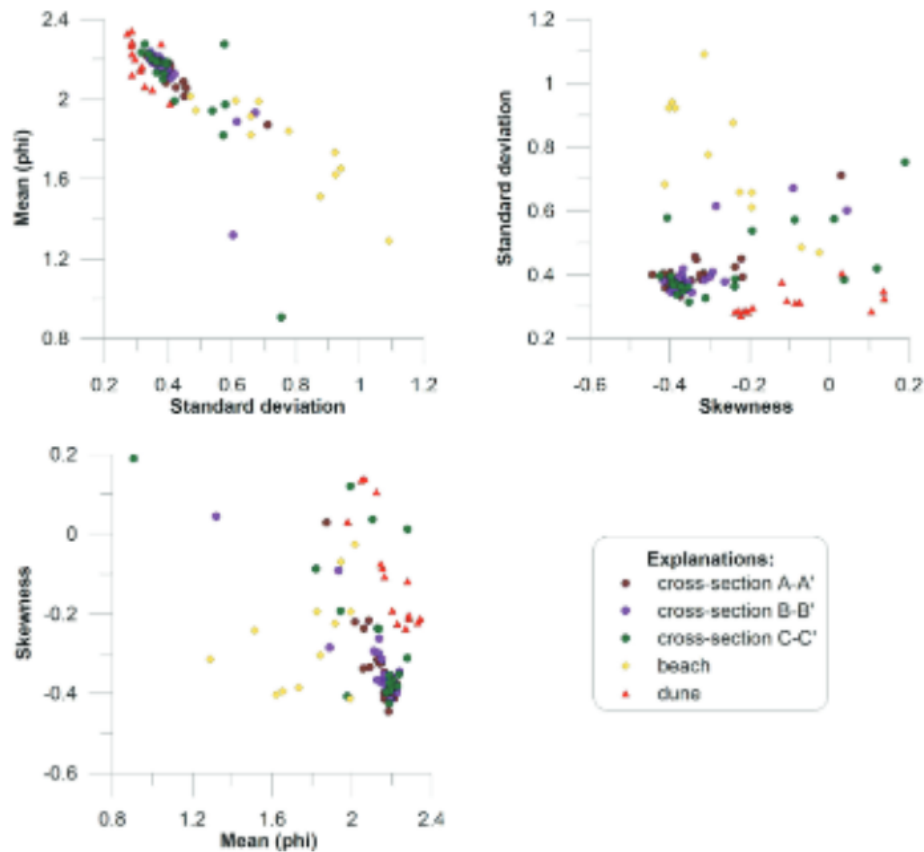 2.4
2
1.6
1.2
0.8
Mean (phi)
0.2 0.4 0.6 0.8 1 1.2
Standard deviation
1.2
1
0.8
0.6
0.4
0.2
Standard deviation
-0.6 -0.4 -0.2 0 0.2
Skewness
0.2
0
-0.2
-0.4
-0.6
Skewness
0.8 1.2 1.6 2 2.4
Mean (phi)
Explanations:
cross-section A-A'
cross-section B-B'
cross-section C-C'
beach
dune